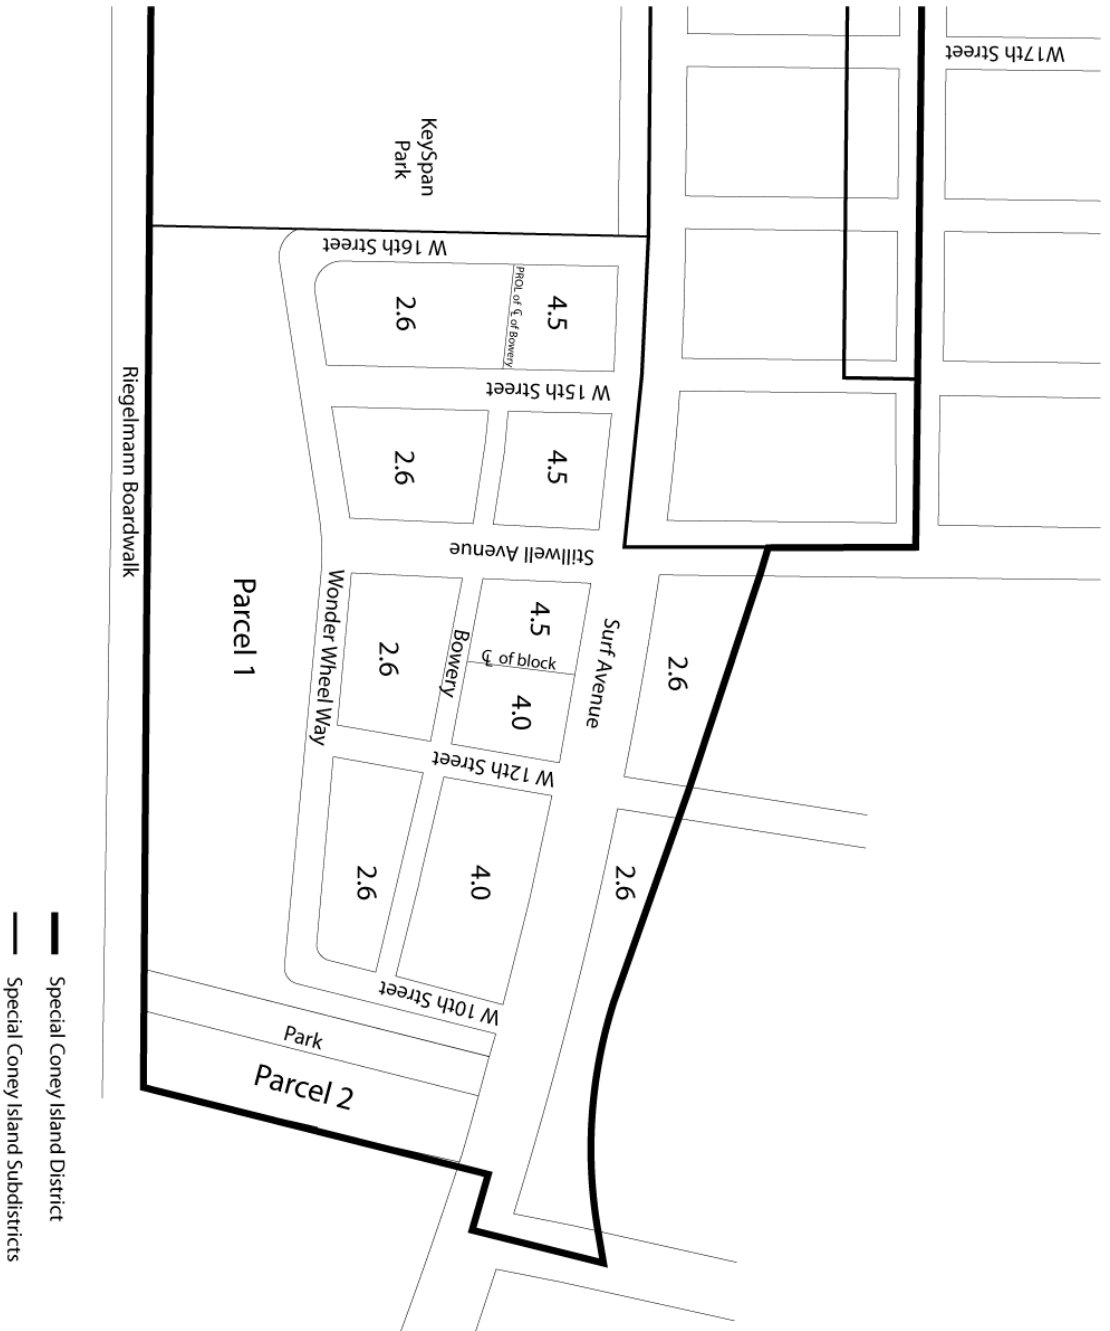 W 17th Street
KeySpan
Park
W 16th Street
PROL of ℄ of Bowery
4.5
2.6
W 15th Street
4.5
2.6
Riegelmann Boardwalk
Stillwell Avenue
Parcel 1
Wonder Wheel Way
2.6
Bowery
4.5
℄ of block
4.0
Surf Avenue
2.6
W 12th Street
2.6
4.0
2.6
W 10th Street
Park
Parcel 2
Special Coney Island District
Special Coney Island Subdistricts